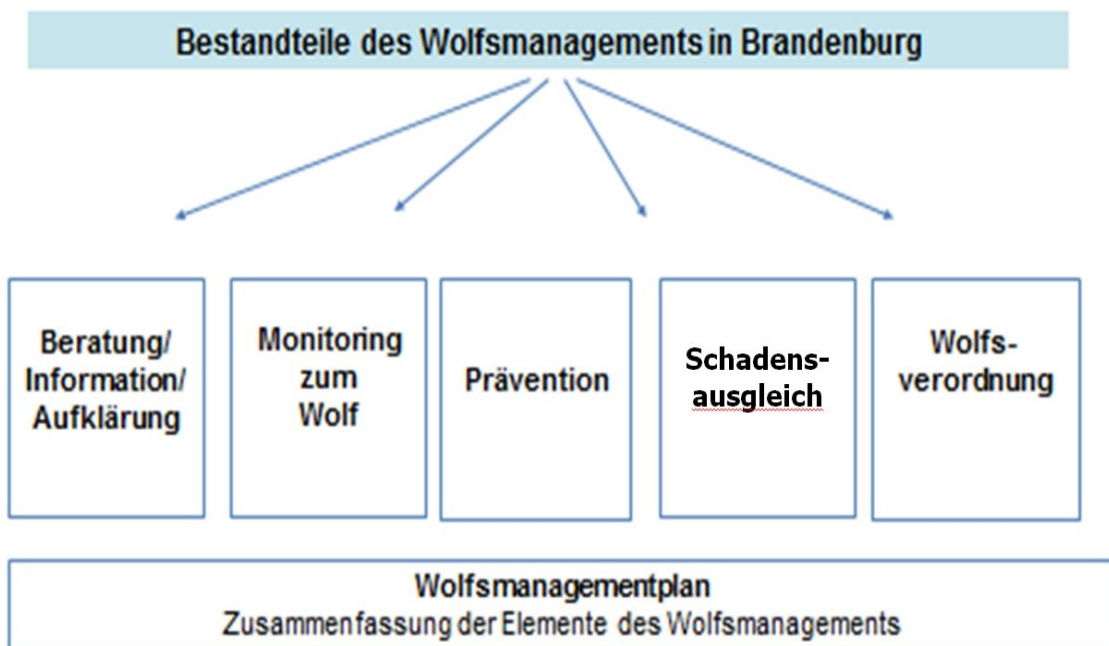 Bestandteile des Wolfsmanagements in Brandenburg
Beratung/
Information/
Aufklärung
Monitoring
zum
Wolf
Prävention
Schadens-
ausgleich
Wolfs-
verordnung
Wolfsmanagementplan
Zusammenfassung der Elemente des Wolfsmanagements